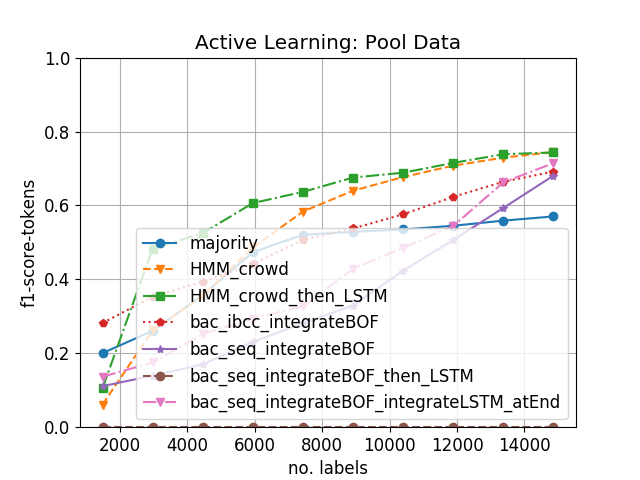 Active Learning: Pool Data
1.0
0.8
0.6
0.4
0.2
0.0
f1-score-tokens
majority
HMM_crowd
HMM_crowd_then_LSTM
bac_ibcc_integrateBOF
bac_seq_integrateBOF
bac_seq_integrateBOF_then_LSTM
bac_seq_integrateBOF_integrateLSTM_atEnd
2000 4000 6000 8000 10000 12000 14000
no. labels